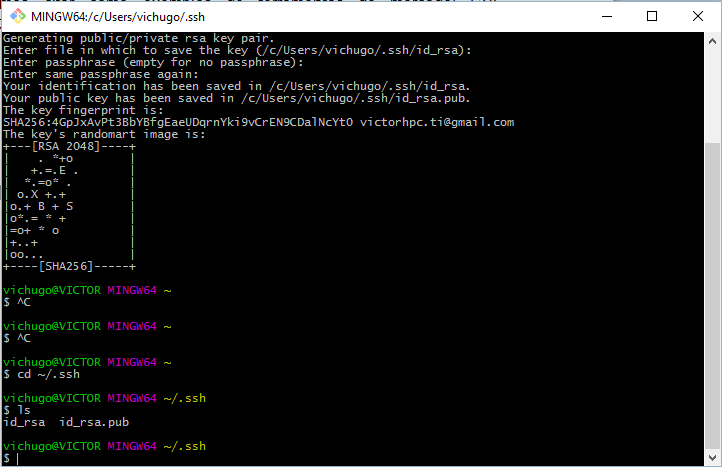 MINGW64:/c/Users/vichugo/.ssh
Generating public/private rsa key pair.
Enter file in which to save the key (/c/Users/vichugo/.ssh/id_rsa):
Enter passphrase (empty for no passphrase):
Enter same passphrase again:
Your identification has been saved in /c/Users/vichugo/.ssh/id_rsa.
Your public key has been saved in /c/Users/vichugo/.ssh/id_rsa.pub.
The key fingerprint is:
SHA256:4GpJxAvPt3BbYBfgEaeUDqrnYki9vCrEN9CDalNcYt0 victorhpc.ti@gmail.com
The key's randomart image is:
+---[RSA 2048]----+
|    . *+o        |
|   +.=.E .       |
|  *.=o* .        |
| o.X +.+         |
|o.+ B + S        |
|o*.= * +         |
|=o+ * o          |
|+..+             |
|oo...            |
+----[SHA256]-----+
vichugo@VICTOR MINGW64 ~
$ ^C
vichugo@VICTOR MINGW64 ~
$ ^C
vichugo@VICTOR MINGW64 ~
$ cd ~/.ssh
vichugo@VICTOR MINGW64 ~/.ssh
$ ls
id_rsa  id_rsa.pub
vichugo@VICTOR MINGW64 ~/.ssh
$